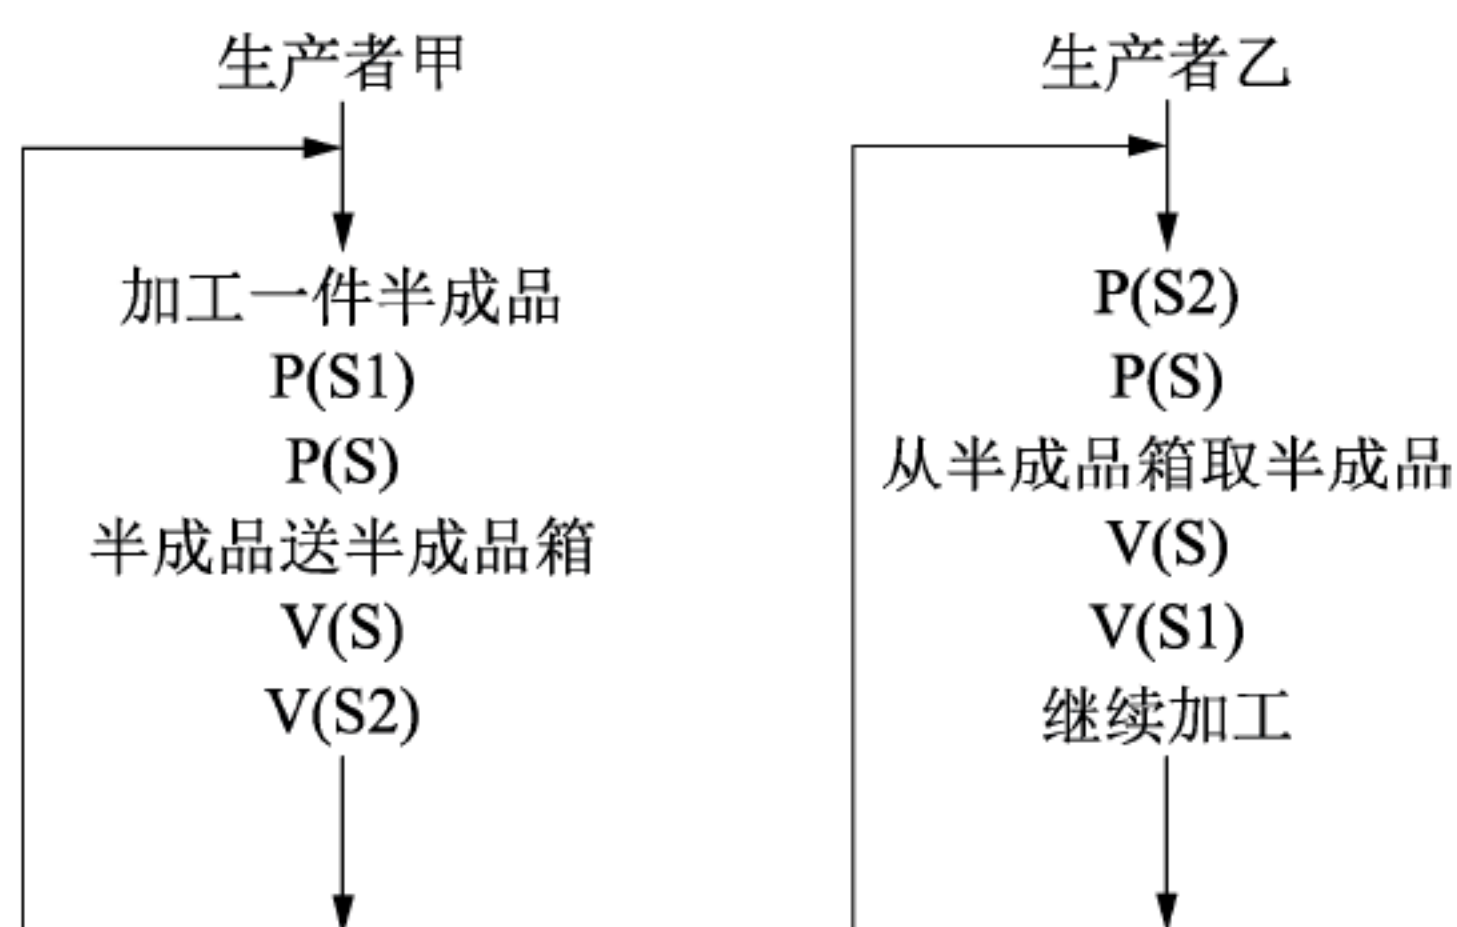 生产者甲
加工一件半成品
P(S1)
P(S)
半成品送半成品箱
V(S)
V(S2)
生产者乙
P(S2)
P(S)
从半成品箱取半成品
V(S)
V(S1)
继续加工